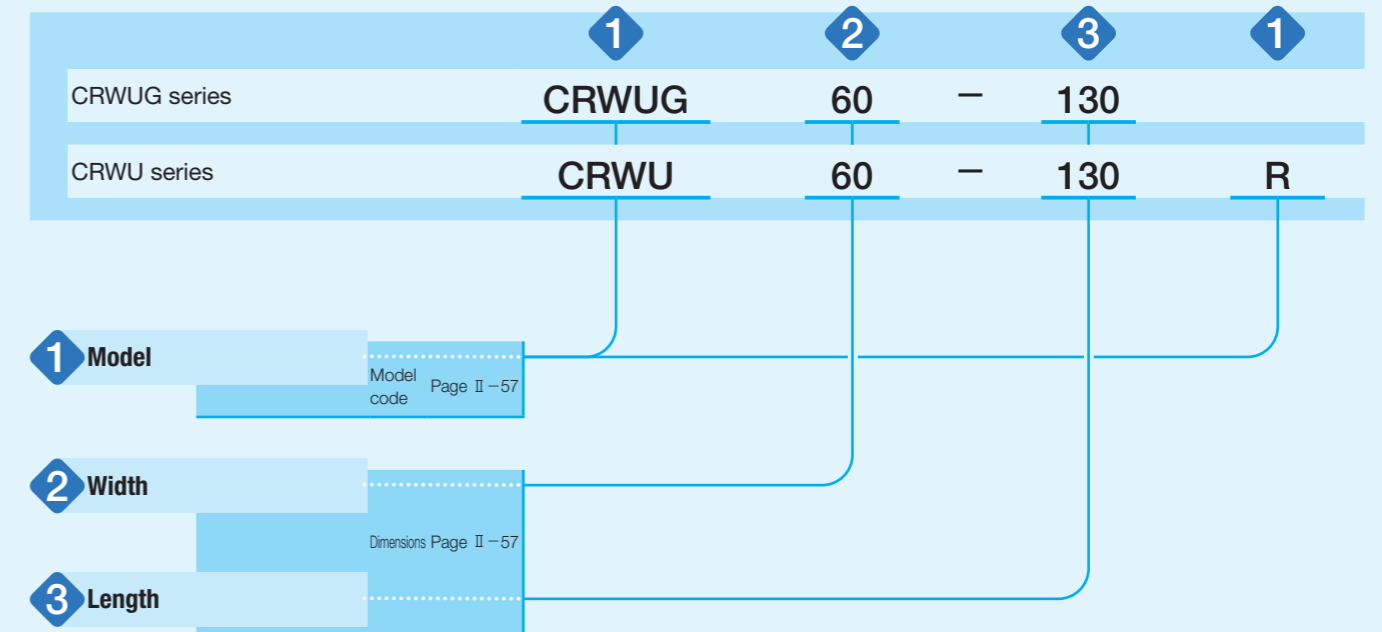 1 2 3 1
CRWUG series CRWUG 60 － 130
CRWU series CRWU 60 － 130 R
1 Model
Model code Page Ⅱ－57
2 Width
Dimensions Page Ⅱ－57
3 Length